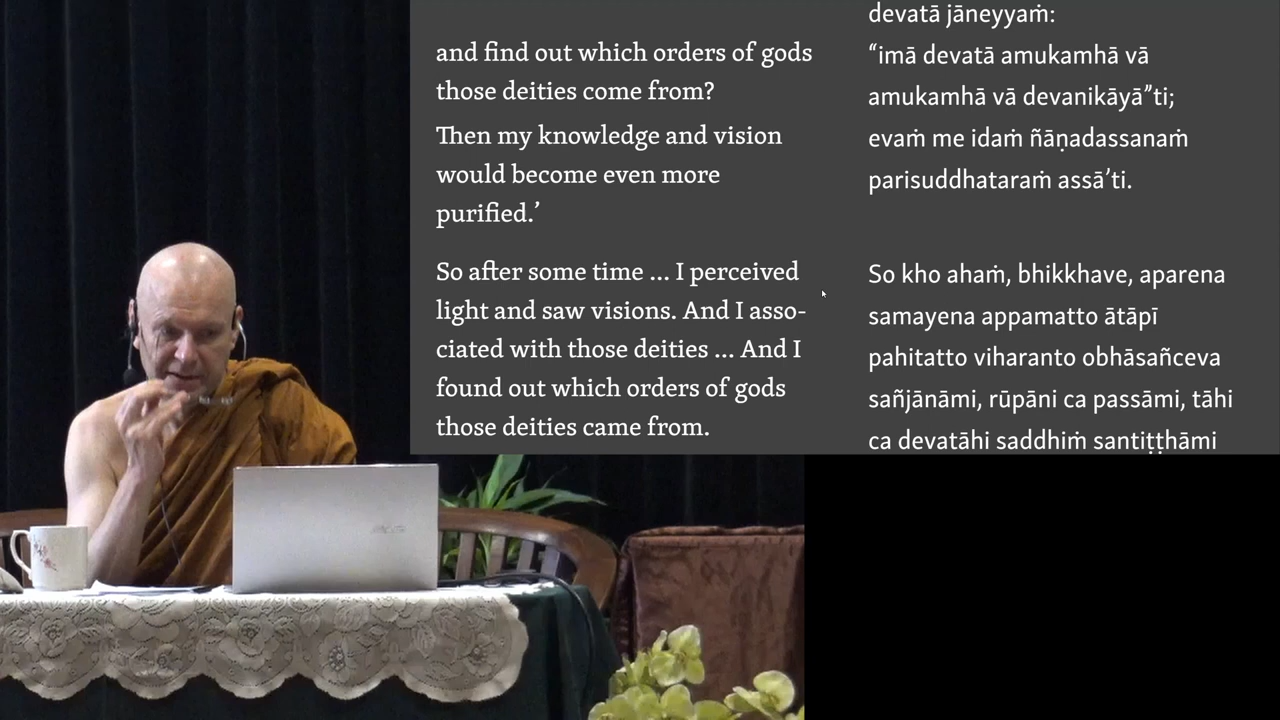 and find out which orders of gods
those deities come from?
Then my knowledge and vision
would become even more
purified.’
So after some time … I perceived
light and saw visions. And I asso-
ciated with those deities … And I
found out which orders of gods
those deities came from.
devatā jāneyyaṁ:
“imā devatā amukamhā vā
amukamhā vā devanikāyā”ti;
evaṁ me idaṁ ñāṇadassanaṁ
parisuddhataraṁ assā’ti.
So kho ahaṁ, bhikkhave, aparena
samayena appamatto ātāpī
pahitatto viharanto obhāsañceva
sañjānāmi, rūpāni ca passāmi, tāhi
ca devatāhi saddhiṁ santiṭṭhāmi